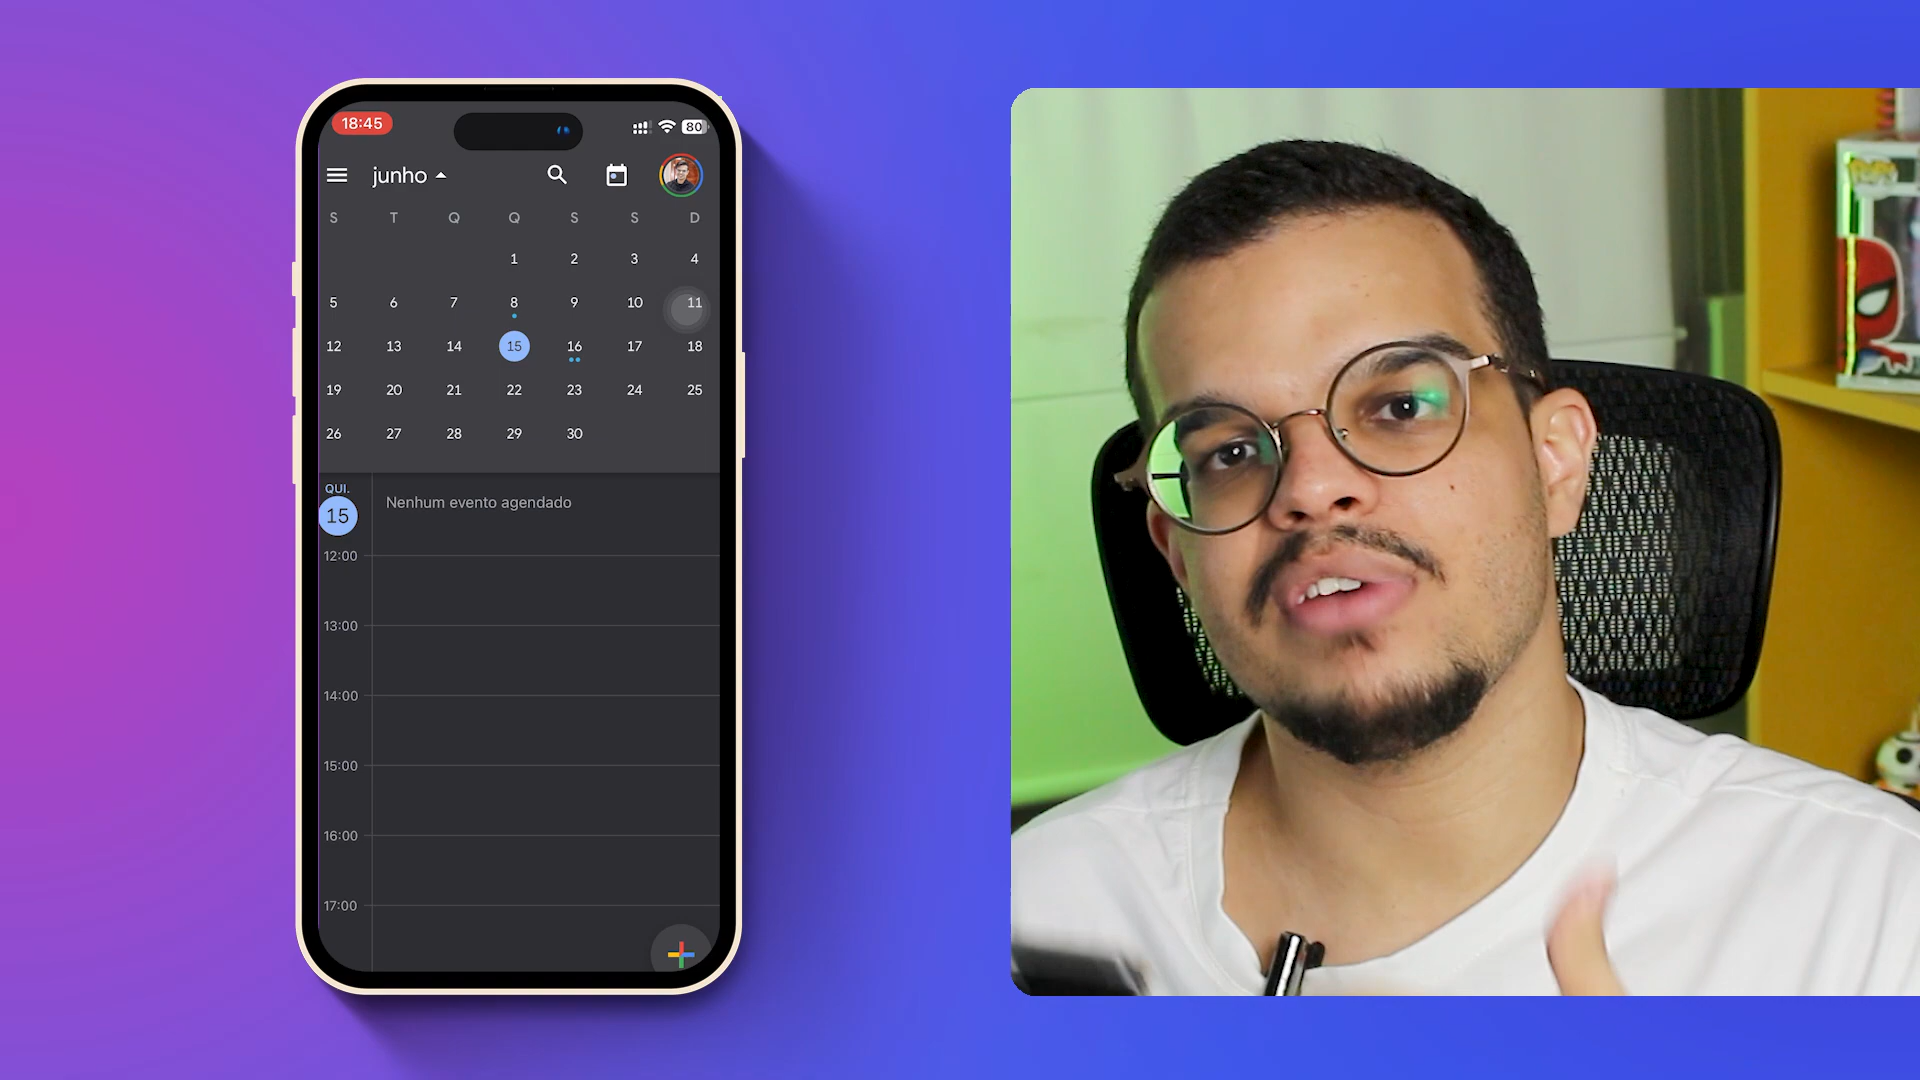 18:45
80
junho
S T Q Q S S D
1 2 3 4
5 6 7 8 9 10 11
12 13 14 15 16 17 18
19 20 21 22 23 24 25
26 27 28 29 30
QUI.
15
Nenhum evento agendado
12:00
13:00
14:00
15:00
16:00
17:00
POP!